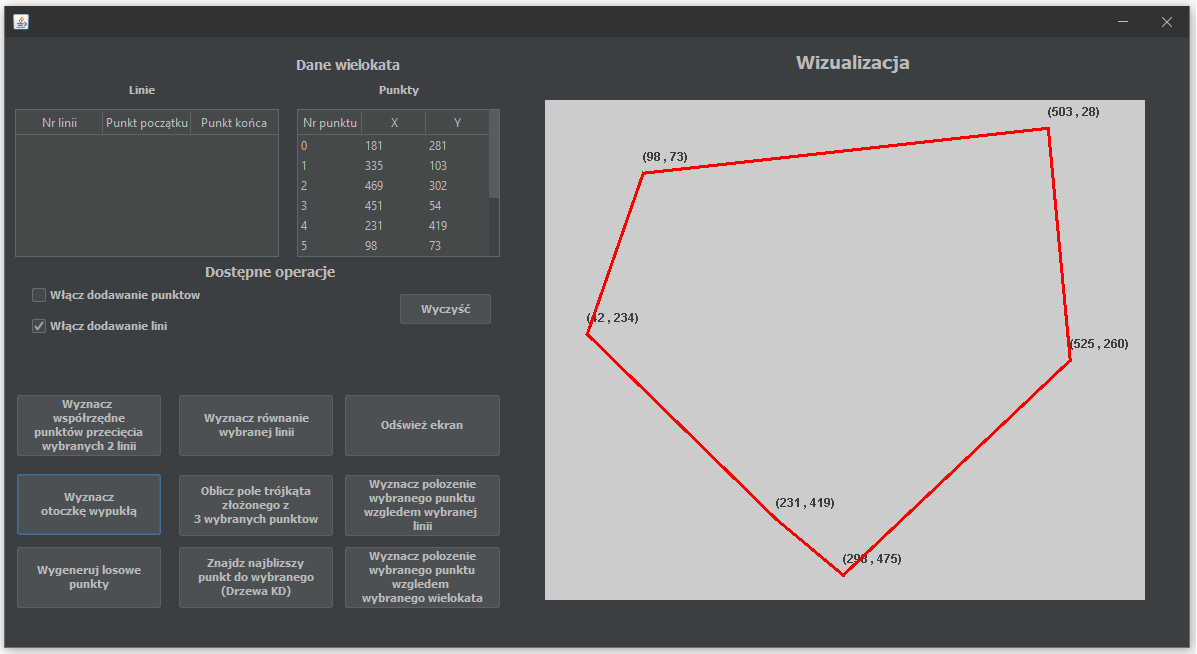 Dane wielokata
Linie
Nr linii Punkt początku Punkt końca
Punkty
Nr punktu X Y
0 181 281
1 335 103
2 469 302
3 451 54
4 231 419
5 98 73
Dostępne operacje
Włącz dodawanie punktow
Włącz dodawanie lini
Wyczyść
Wyznacz
współrzędne
punktów przecięcia
wybranych 2 linii
Wyznacz równanie
wybranej linii
Odśwież ekran
Wyznacz
otoczkę wypukłą
Oblicz pole trójkąta
złożonego z
3 wybranych punktow
Wyznacz polozenie
wybranego punktu
wzgledem wybranej
linii
Wygeneruj losowe
punkty
Znajdz najblizszy
punkt do wybranego
(Drzewa KD)
Wyznacz polozenie
wybranego punktu
wzgledem
wybranego wielokata
Wizualizacja
(503 , 28)
(98 , 73)
(42 , 234)
(525 , 260)
(231 , 419)
(298 , 475)